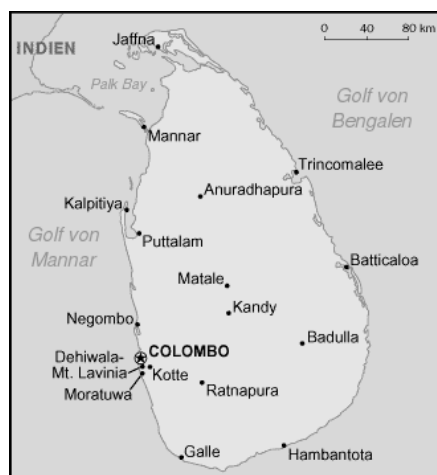 INDIEN
Jaffna
0 40 80 km
Palk Bay
Golf von
Bengalen
Mannar
Trincomalee
Anuradhapura
Kalpitiya
Golf von
Mannar
Puttalam
Batticaloa
Matale
Kandy
Negombo
Badulla
COLOMBO
Dehiwala-
Mt. Lavinia
Kotte
Moratuwa
Ratnapura
Galle
Hambantota